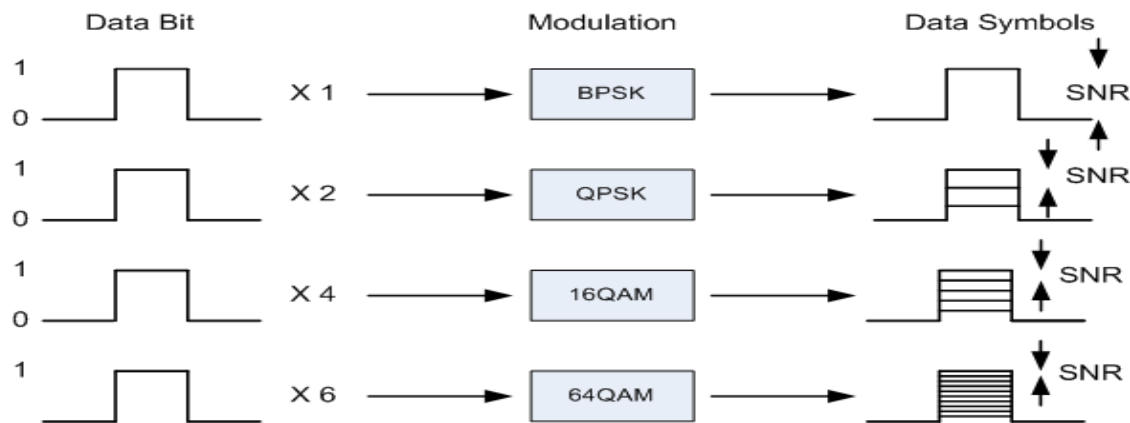 Data Bit Modulation Data Symbols
1
0
X 1 BPSK SNR
1
0
X 2 QPSK SNR
1
0
X 4 16QAM SNR
1
X 6 64QAM SNR